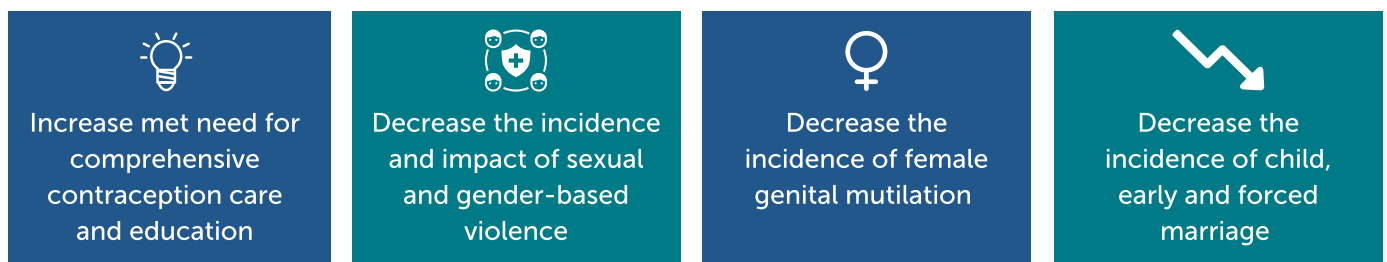 Increase met need for
comprehensive
contraception care
and education
Decrease the incidence
and impact of sexual
and gender-based
violence
Decrease the
incidence of female
genital mutilation
Decrease the
incidence of child,
early and forced
marriage